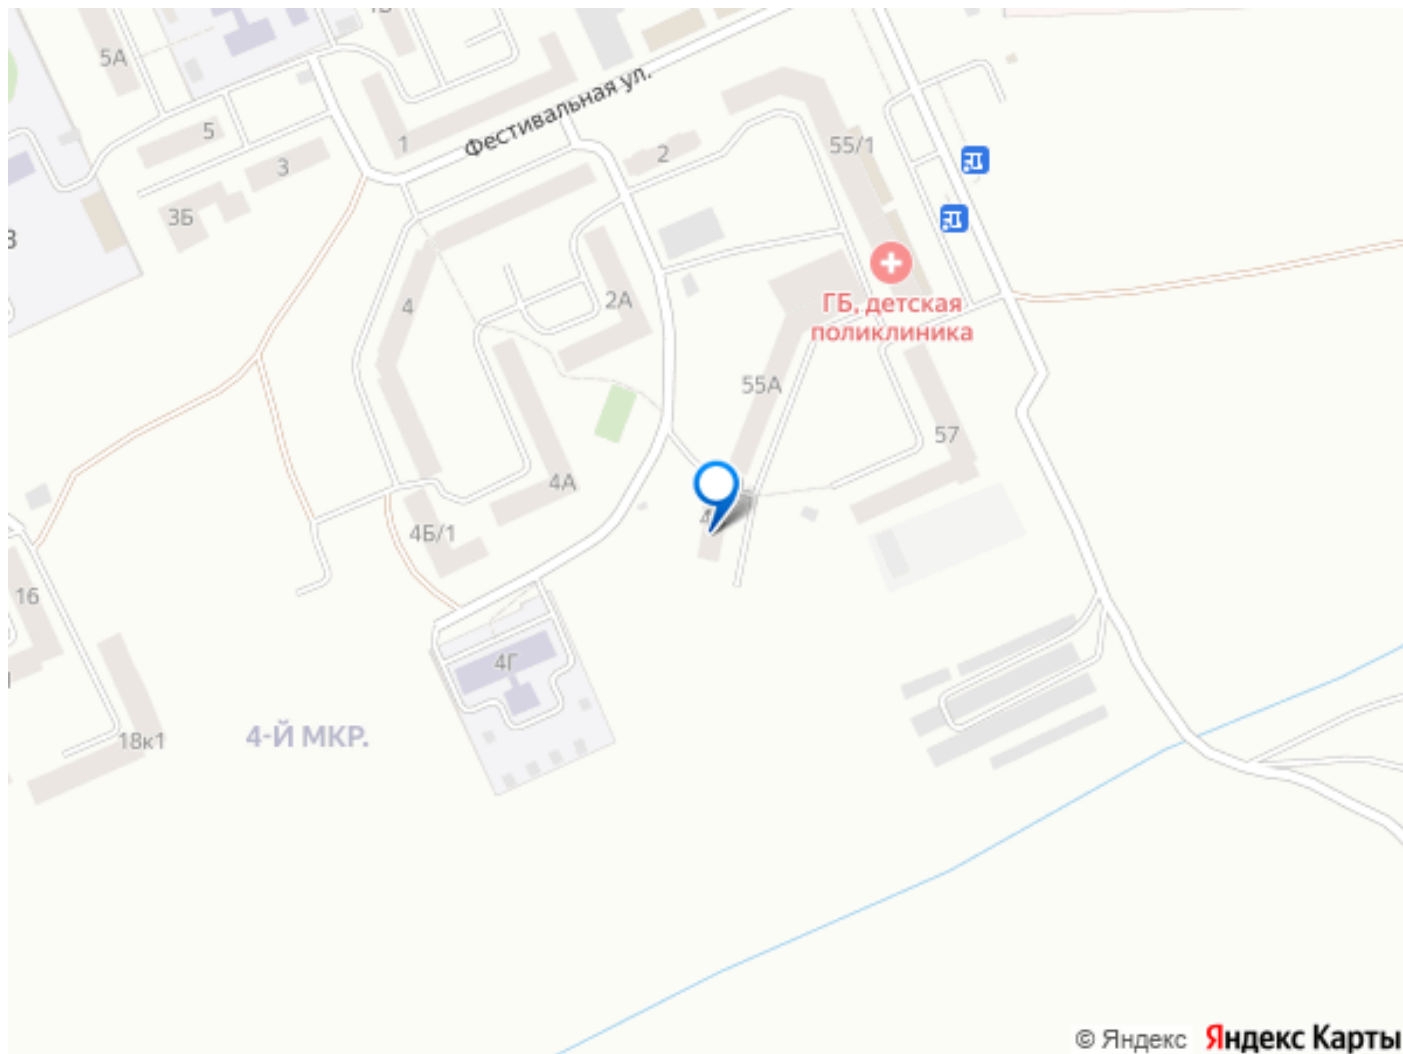 5А
5
1
Фестивальная ул.
3
2
55/1
3Б
4
2А
ГБ, детская
поликлиника
55А
57
4А
4Б/1
16
4Г
18к1
4-Й МКР.
© Яндекс Яндекс Карты